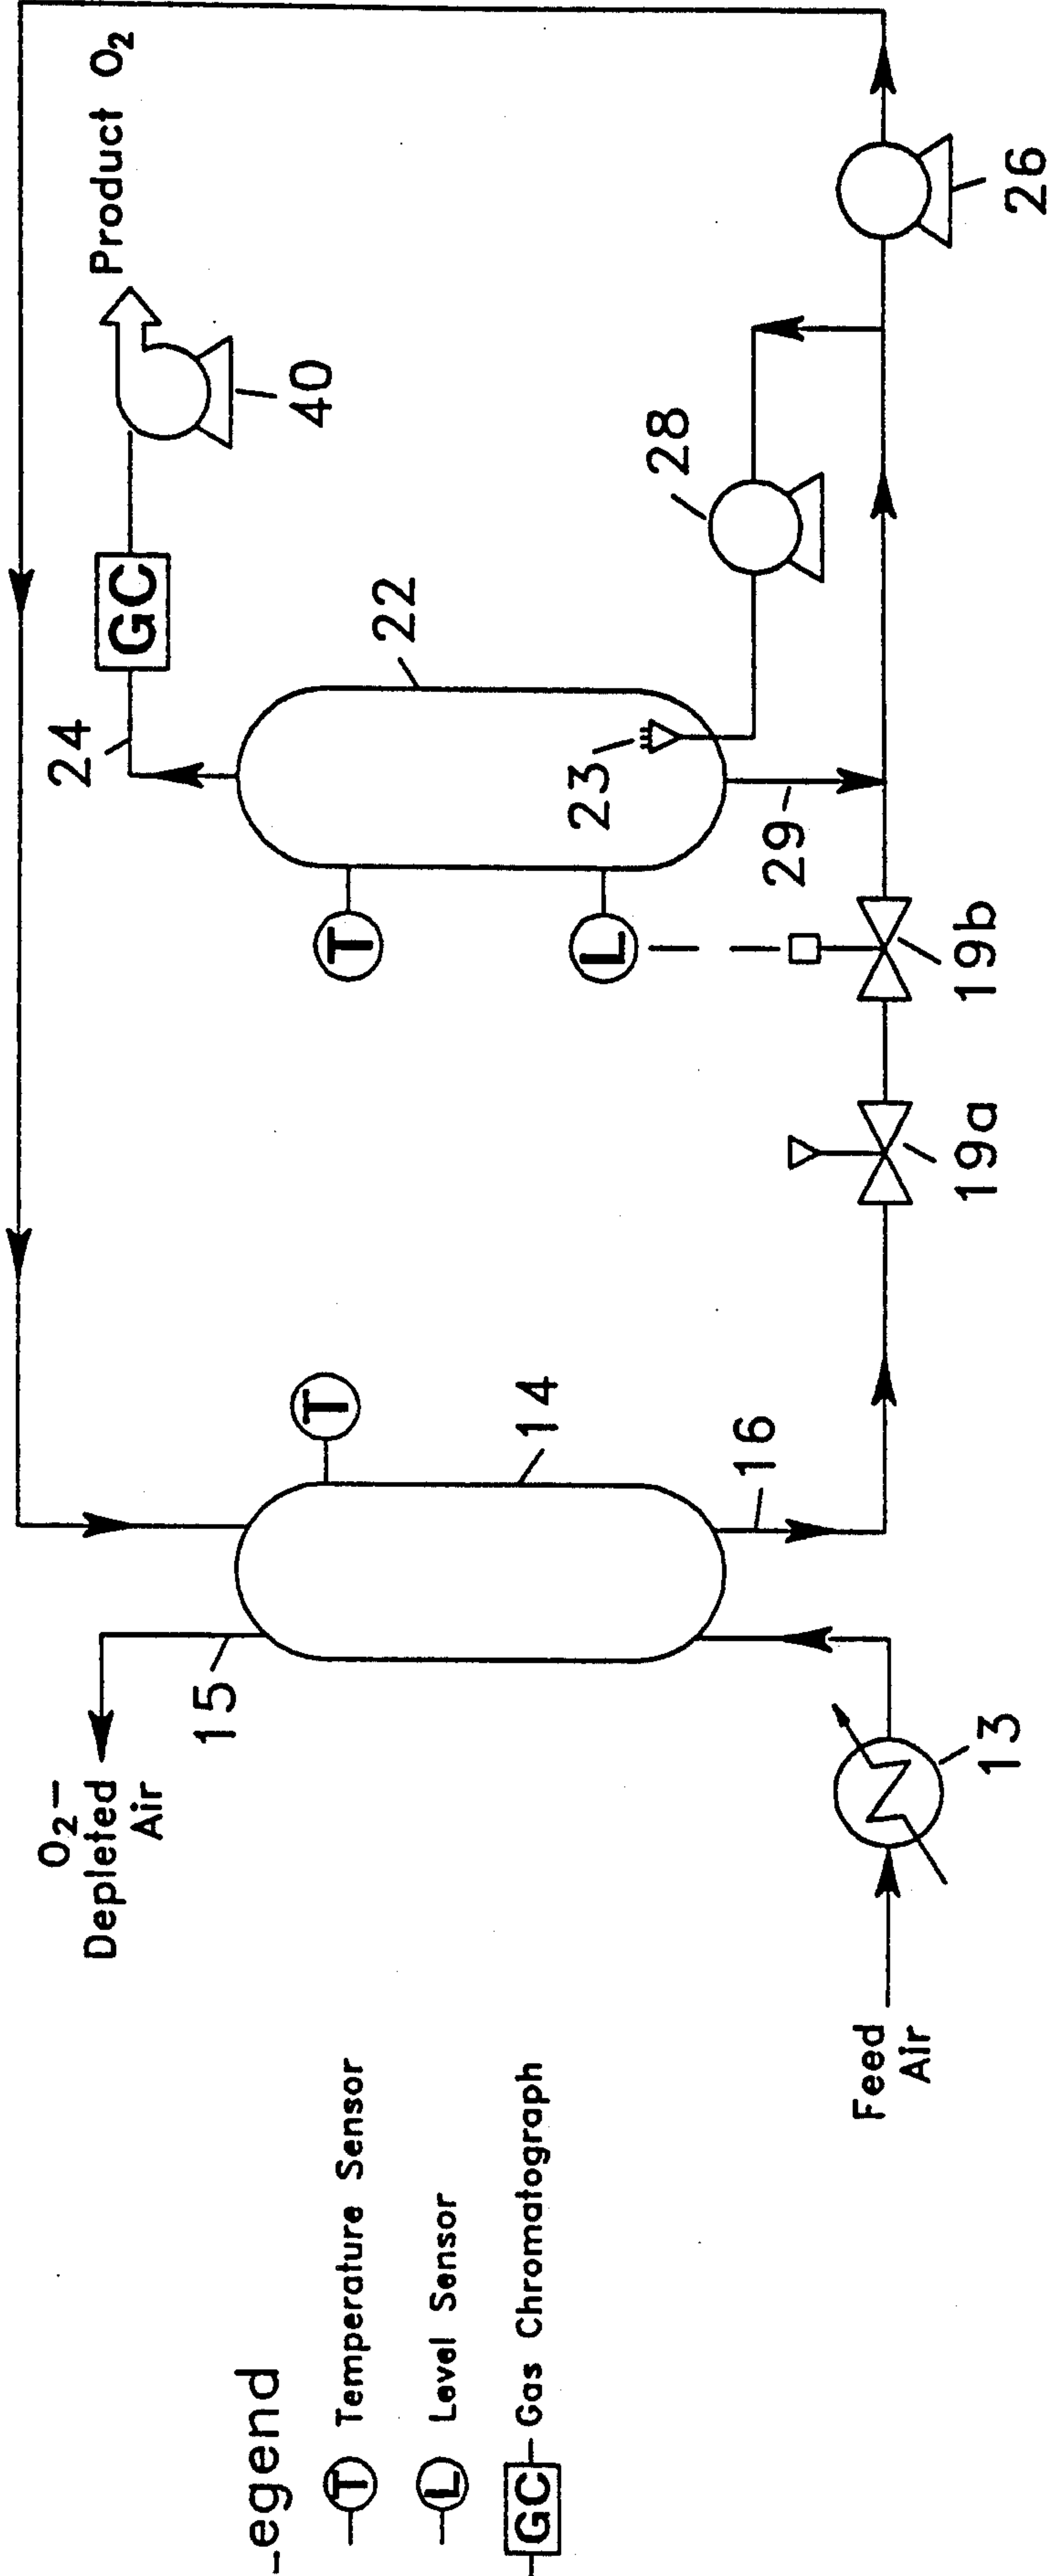 Product O2
GC
24
40
22
T
L
23
28
29
19b
19a
26
T
14
16
15
O2-
Depleted
Air
13
Feed
Air
egend
T Temperature Sensor
L Level Sensor
GC Gas Chromatograph